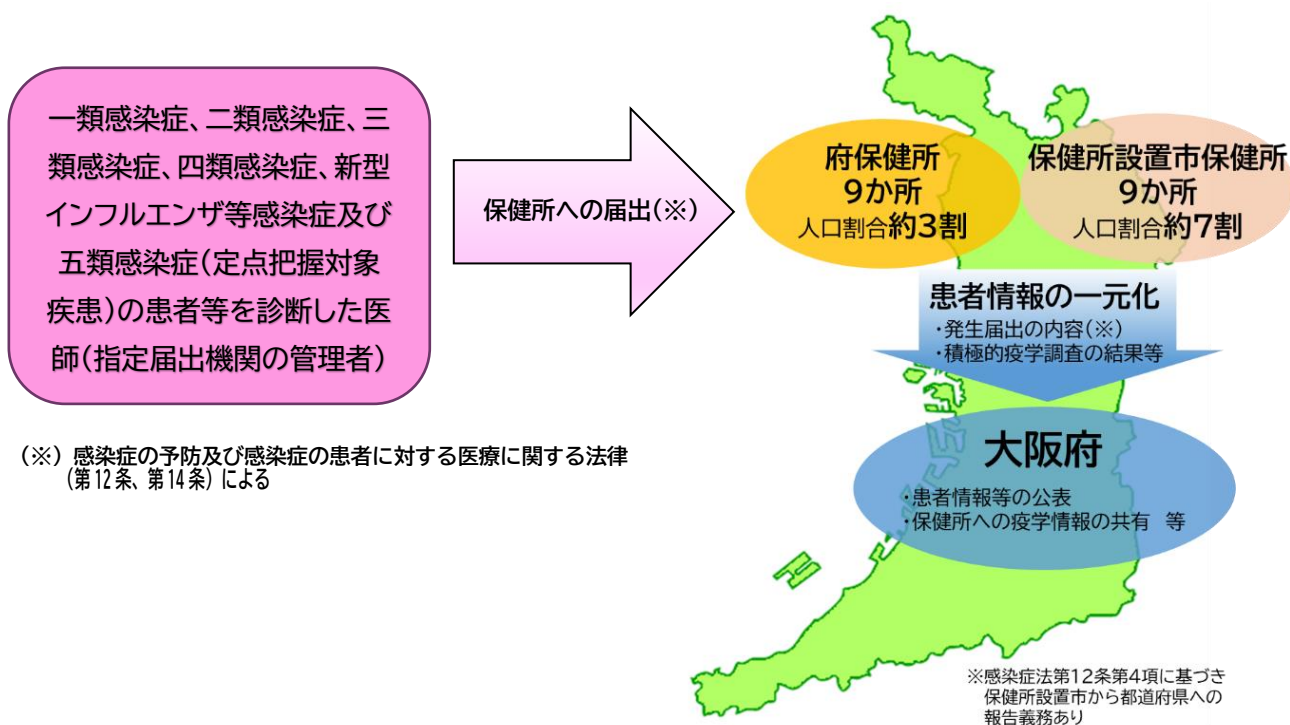 一類感染症、二類感染症、三
類感染症、四類感染症、新型
インフルエンザ等感染症及び
五類感染症(定点把握対象
疾患)の患者等を診断した医
師(指定届出機関の管理者)
保健所への届出(※)
府保健所
9か所
人口割合約3割
保健所設置市保健所
9か所
人口割合約7割
患者情報の一元化
・発生届出の内容(※)
・積極的疫学調査の結果等
大阪府
・患者情報等の公表
・保健所への疫学情報の共有 等
(※) 感染症の予防及び感染症の患者に対する医療に関する法律
(第12条、第14条)による
※感染症法第12条第4項に基づき
保健所設置市から都道府県への
報告義務あり